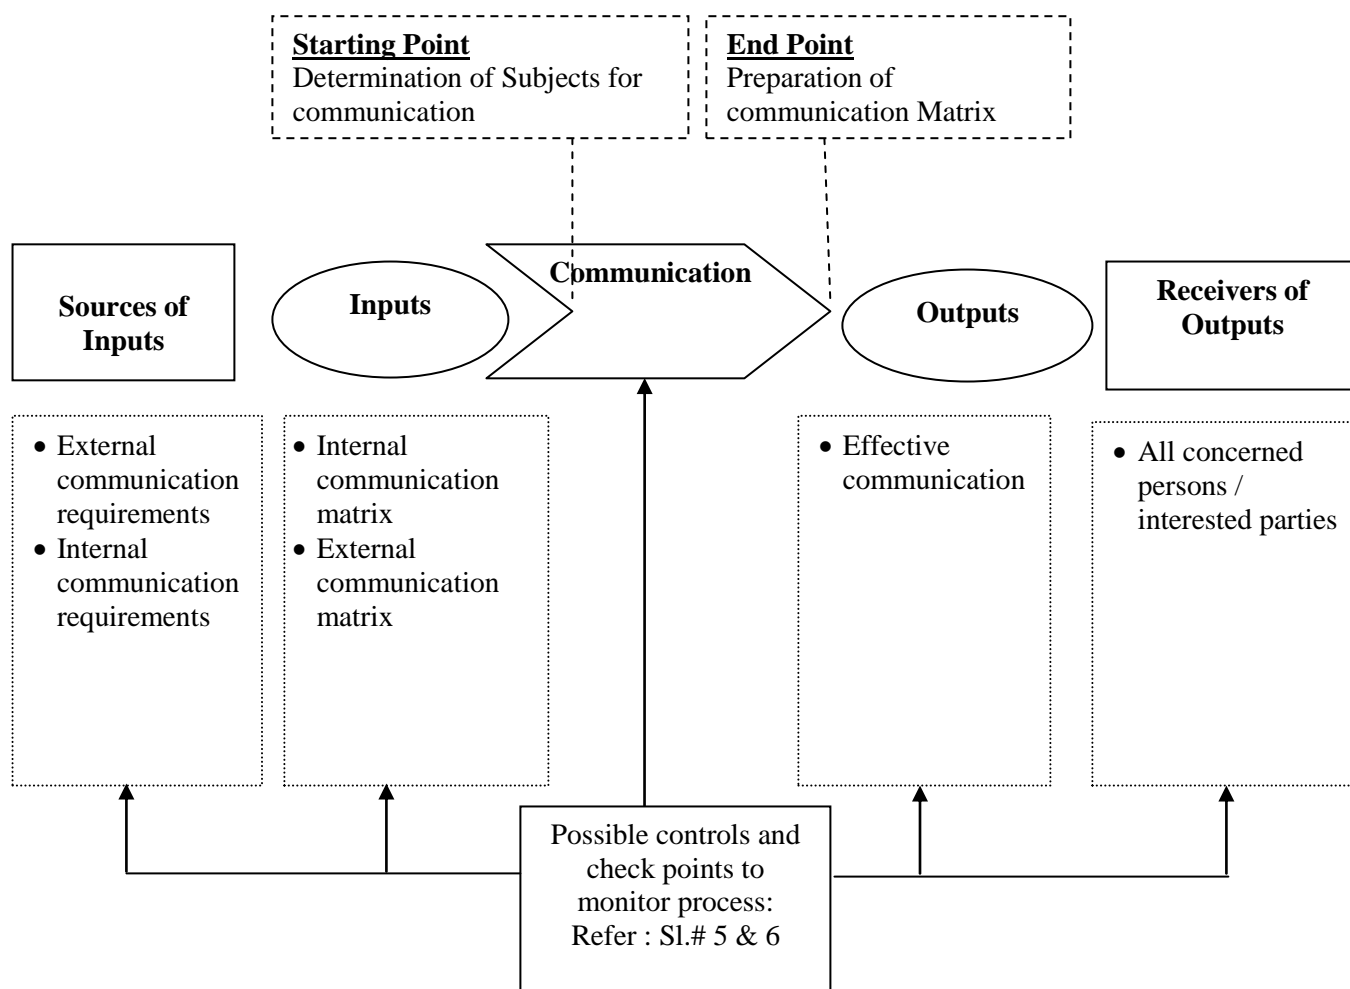 Starting Point
Determination of Subjects for
communication
End Point
Preparation of
communication Matrix
Sources of
Inputs
Inputs
Communication
Outputs
Receivers of
Outputs
• External
communication
requirements
• Internal
communication
requirements
• Internal
communication
matrix
• External
communication
matrix
• Effective
communication
• All concerned
persons /
interested parties
Possible controls and
check points to
monitor process:
Refer : Sl.# 5 & 6